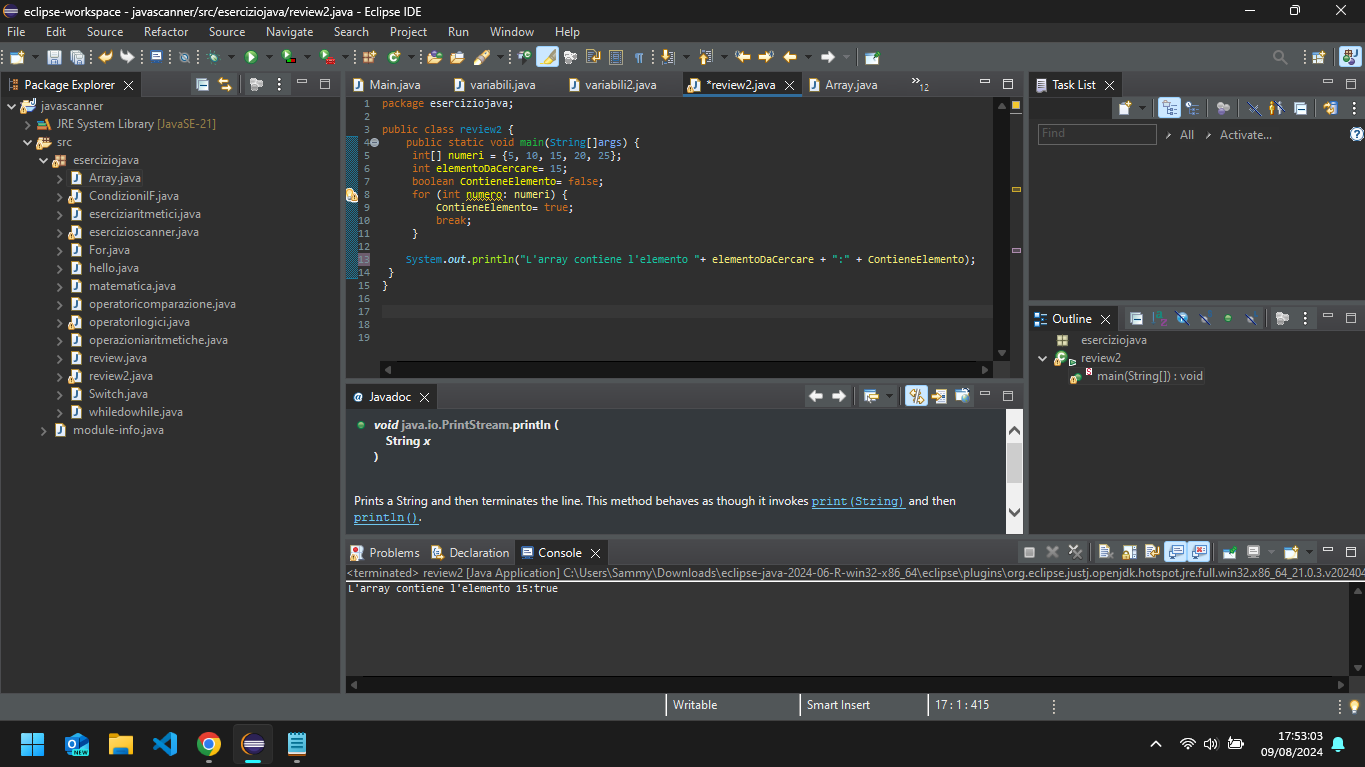 eclipse-workspace - javascanner/src/eserciziojava/review2.java - Eclipse IDE
File Edit Source Refactor Source Navigate Search Project Run Window Help
Package Explorer
javascanner
JRE System Library [JavaSE-21]
src
eserciziojava
Array.java
CondizioniIF.java
eserciziaritmetici.java
esercizioscanner.java
For.java
hello.java
matematica.java
operatoricomparazione.java
operatorilogici.java
operazioniaritmetiche.java
review.java
review2.java
Switch.java
whiledowhile.java
module-info.java
Main.java variabili.java variabili2.java *review2.java Array.java »12
1 package eserciziojava;
2
3 public class review2 {
4 public static void main(String[]args) {
5 int[] numeri = {5, 10, 15, 20, 25};
6 int elementoDaCercare= 15;
7 boolean ContieneElemento= false;
8 for (int numero: numeri) {
9 ContieneElemento= true;
10 break;
11 }
12
13 System.out.println("L'array contiene l'elemento "+ elementoDaCercare + ":" + ContieneElemento);
14 }
15 }
16
17
18
19
Javadoc
void java.io.PrintStream.println (
String x
)
Prints a String and then terminates the line. This method behaves as though it invokes print(String) and then
println().
Problems Declaration Console
<terminated> review2 [Java Application] C:\Users\Sammy\Downloads\eclipse-java-2024-06-R-win32-x86_64\eclipse\plugins\org.eclipse.justj.openjdk.hotspot.jre.full.win32.x86_64_21.0.3.v202404
L'array contiene l'elemento 15:true
Task List
Find All Activate...
Outline
eserciziojava
review2
main(String[]) : void
Writable Smart Insert 17 : 1 : 415
17:53:03
09/08/2024